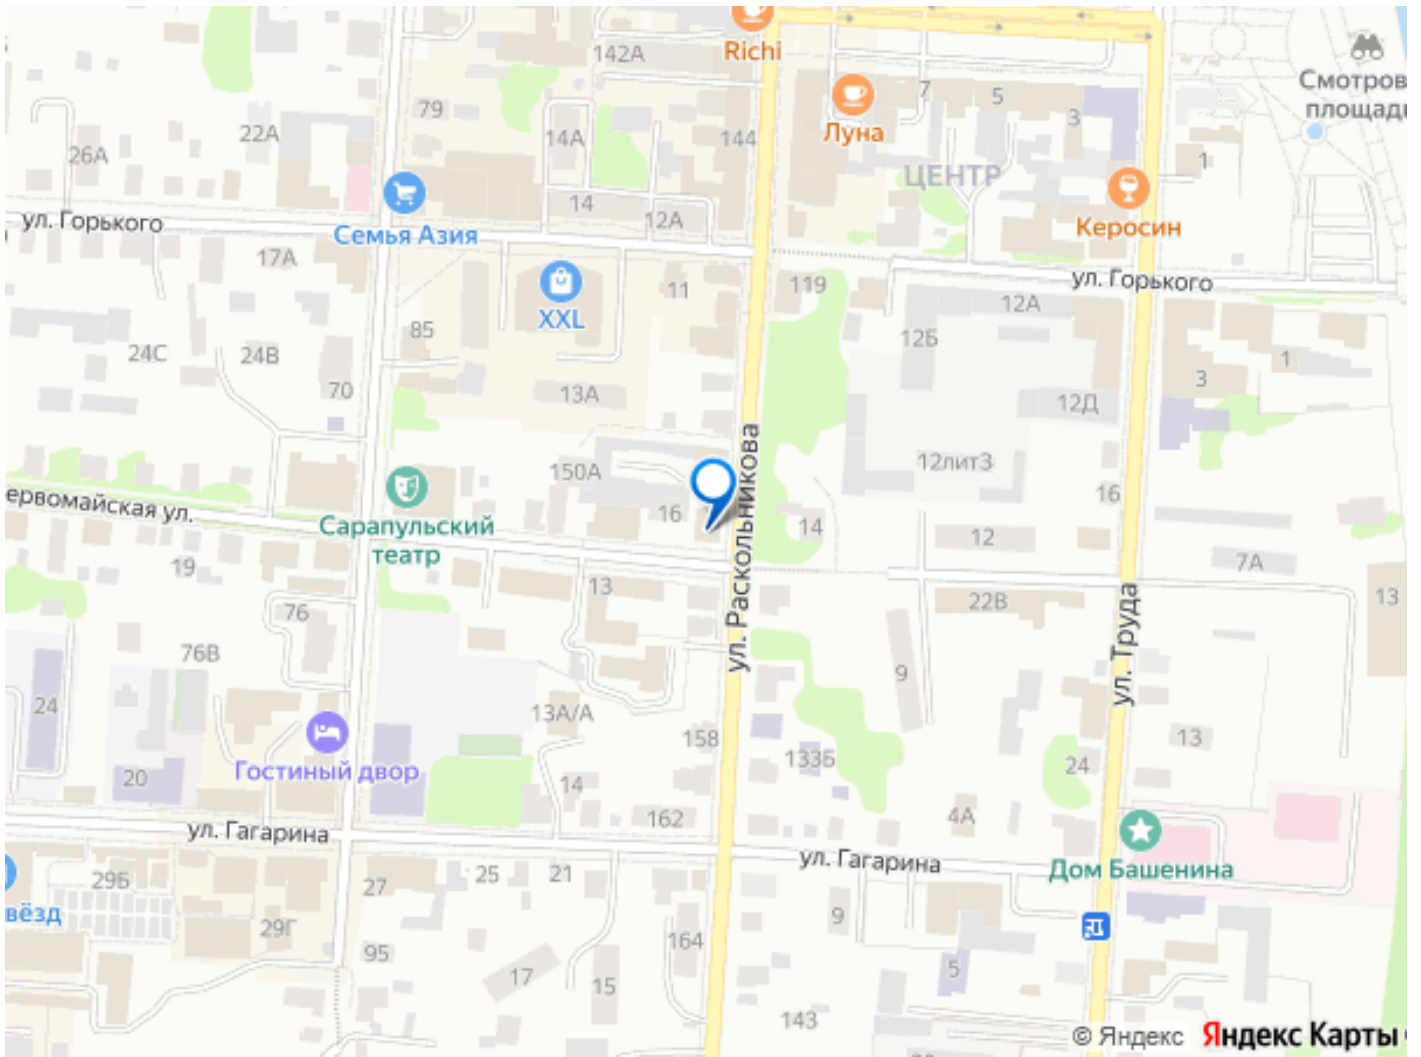 Richi
142А
Смотров
площад
79
14А
144
Луна
7
5
3
22А
26А
ЦЕНТР
1
14
12А
Керосин
ул. Горького
Семья Азия
17А
11
119
ул. Горького
XXL
85
12А
12Б
24С
24В
70
13А
1
3
12Д
ул. Раскольникова
150А
12лит3
16
ервомайская ул.
Сарапульский
театр
16
14
12
7А
19
13
22В
13
76
ул. Труда
76В
9
24
13А/А
158
133Б
13
Гостиный двор
20
14
24
162
4А
ул. Гагарина
ул. Гагарина
Дом Башенина
29Б
27
25
21
вёзд
29Г
9
95
164
17
15
5
143
© Яндекс
Яндекс Карты